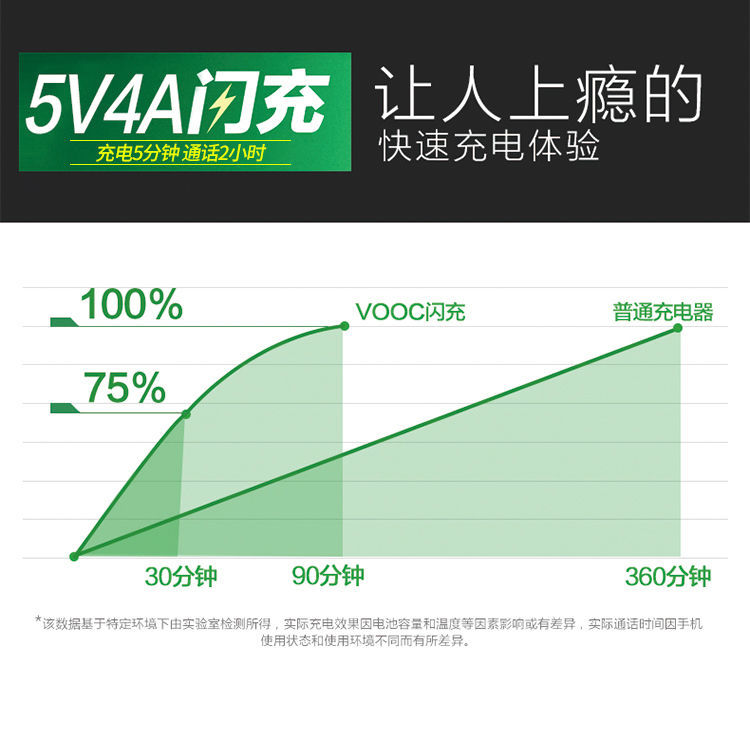 5V4A闪充
充电5分钟 通话2小时
让人上瘾的
快速充电体验
100%
VOOC闪充
普通充电器
75%
30分钟
90分钟
360分钟
*该数据基于特定环境下由实验室检测所得，实际充电效果因电池容量和温度等因素影响或有差异，实际通话时间因手机
使用状态和使用环境不同而有所差异。